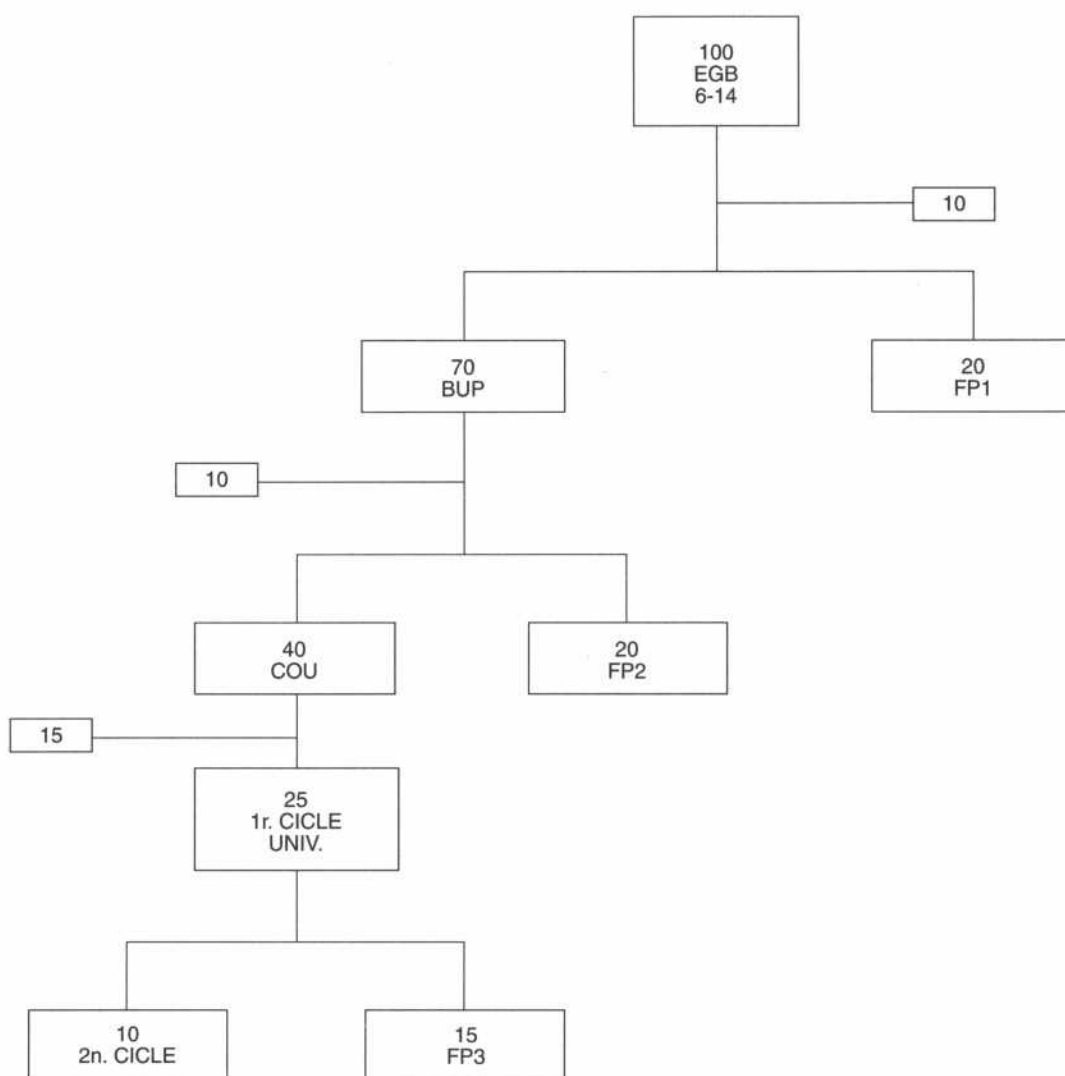 100
EGB
6-14
10
70
BUP
20
FP1
10
40
COU
20
FP2
15
25
1r. CICLE
UNIV.
10
2n. CICLE
15
FP3